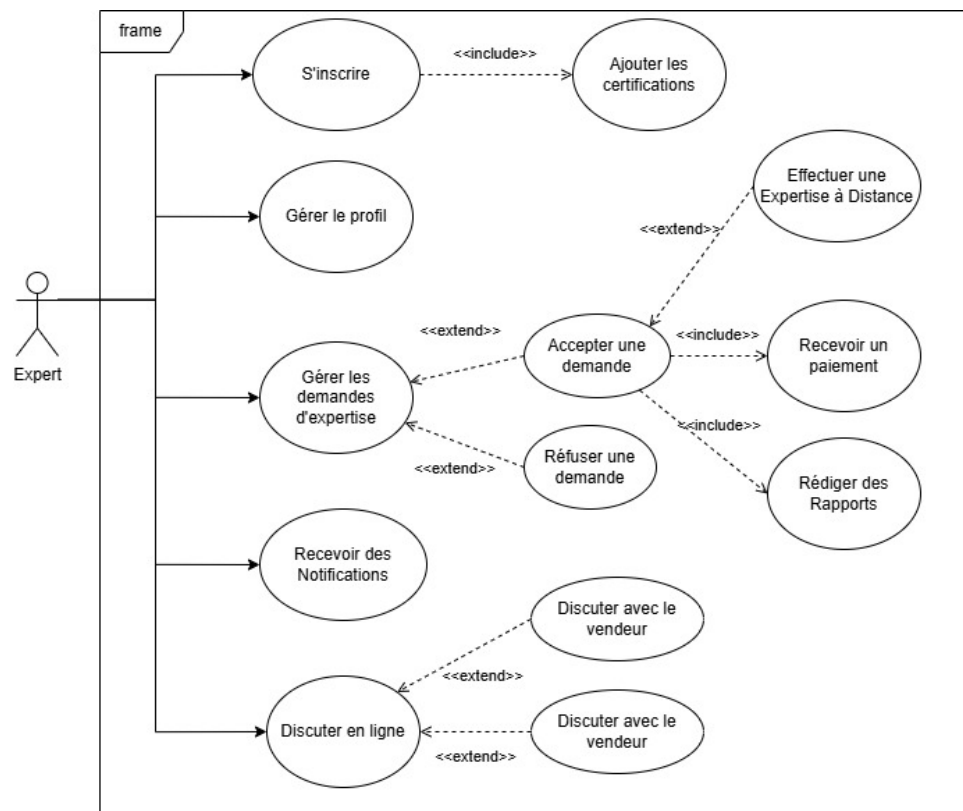 frame
S'inscrire
<<include>>
Ajouter les
certifications
Effectuer une
Expertise à Distance
Gérer le profil
<<extend>>
Expert
Gérer les
demandes
d'expertise
<<extend>>
Accepter une
demande
<<include>>
Recevoir un
paiement
<<include>>
<<extend>>
Réfuser une
demande
Rédiger des
Rapports
Recevoir des
Notifications
Discuter avec le
vendeur
<<extend>>
Discuter en ligne
<<extend>>
Discuter avec le
vendeur